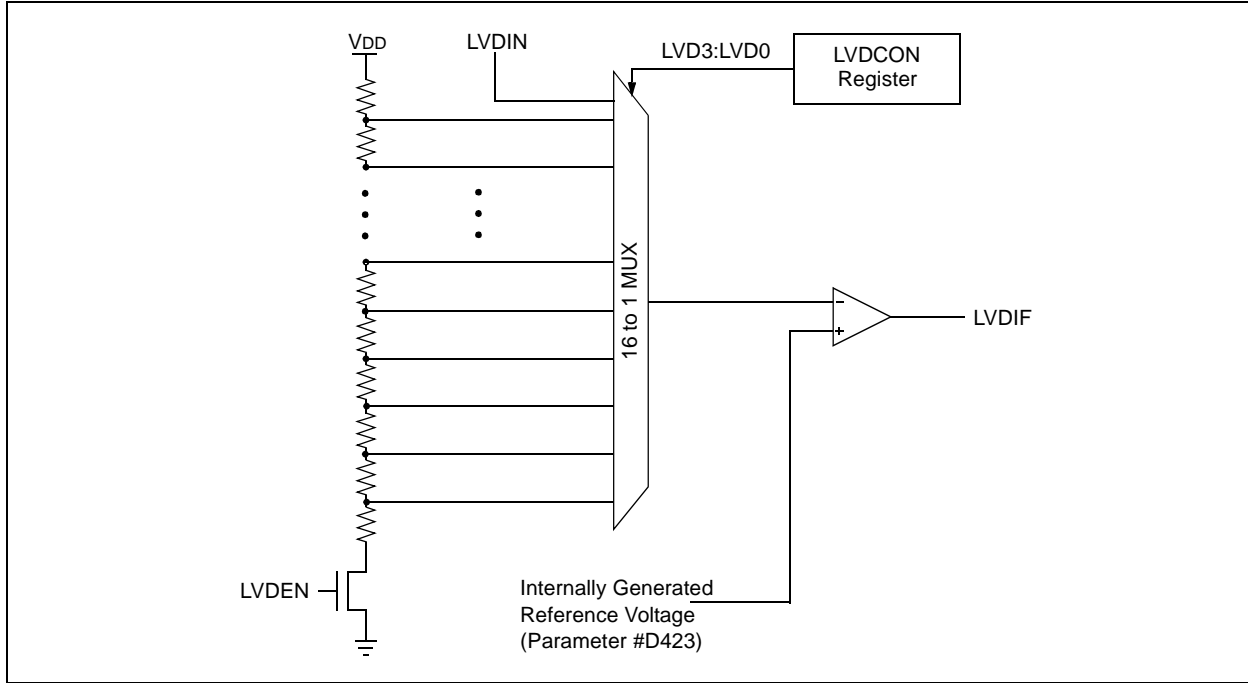 VDD
LVDIN
LVD3:LVD0
LVDCON
Register
16 to 1 MUX
−
+
LVDIF
LVDEN
Internally Generated
Reference Voltage
(Parameter #D423)